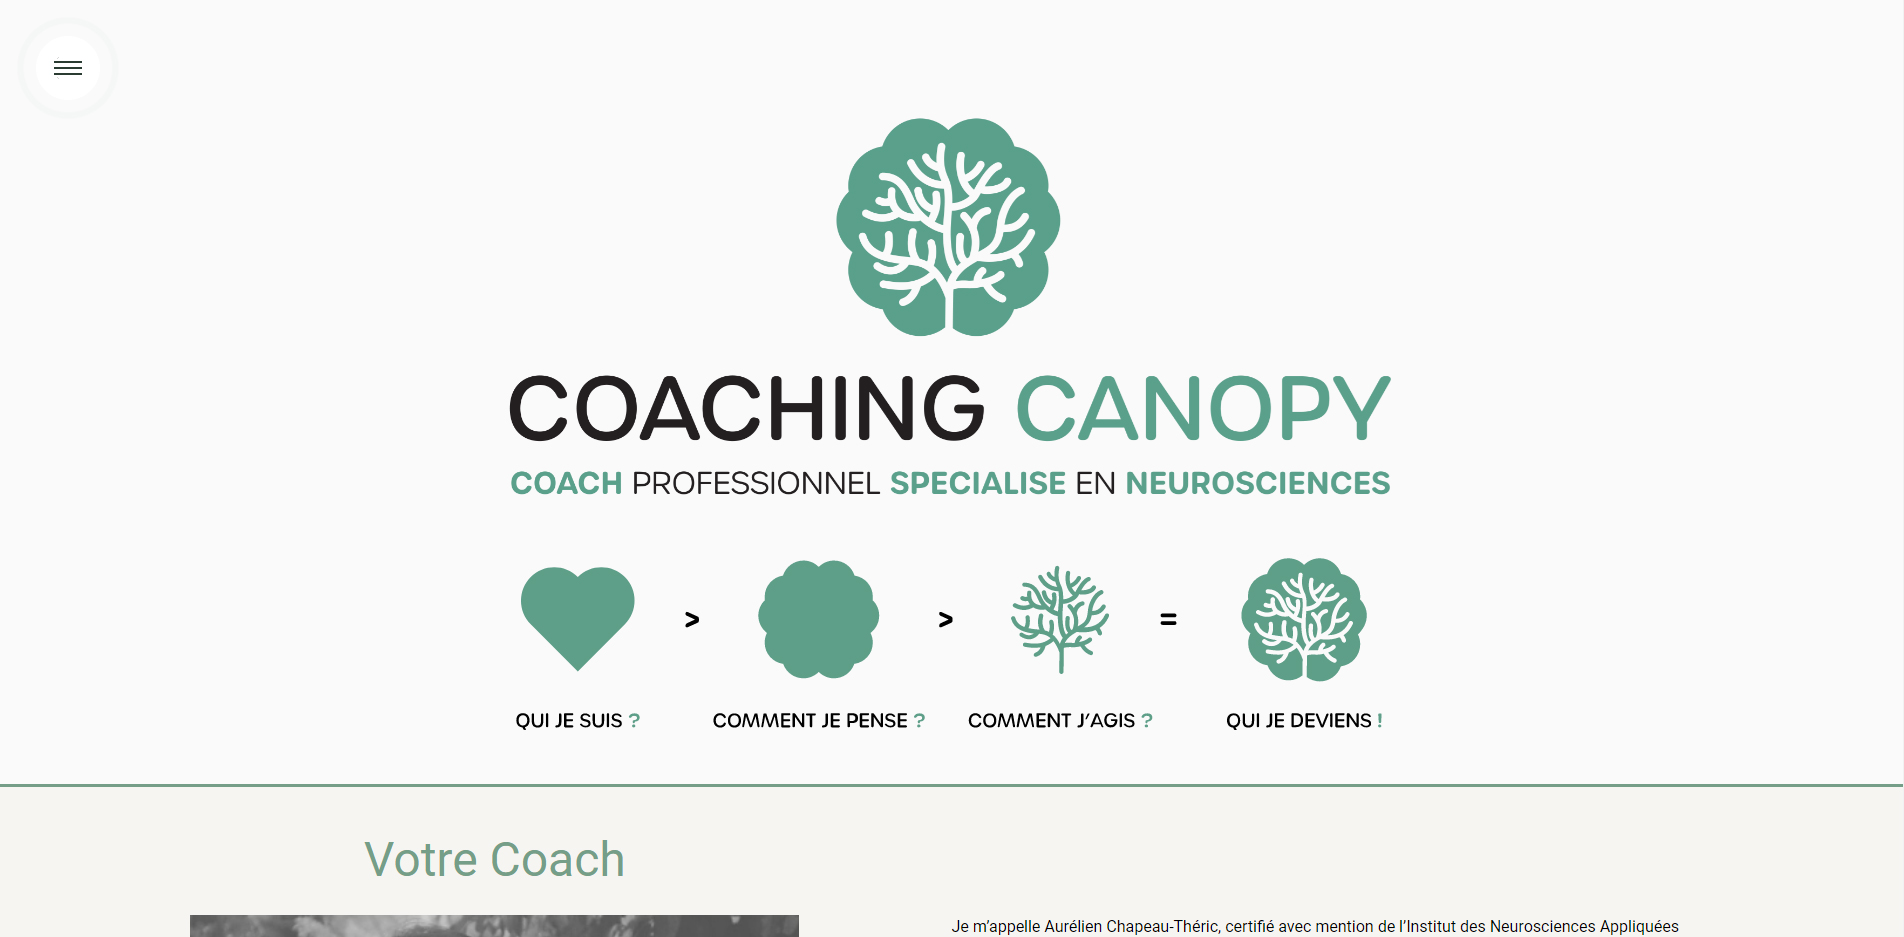 COACHING CANOPY
COACH PROFESSIONNEL SPECIALISE EN NEUROSCIENCES
> > =
QUI JE SUIS ? COMMENT JE PENSE ? COMMENT J’AGIS ? QUI JE DEVIENS !
Votre Coach
Je m’appelle Aurélien Chapeau-Théric, certifié avec mention de l’Institut des Neurosciences Appliquées